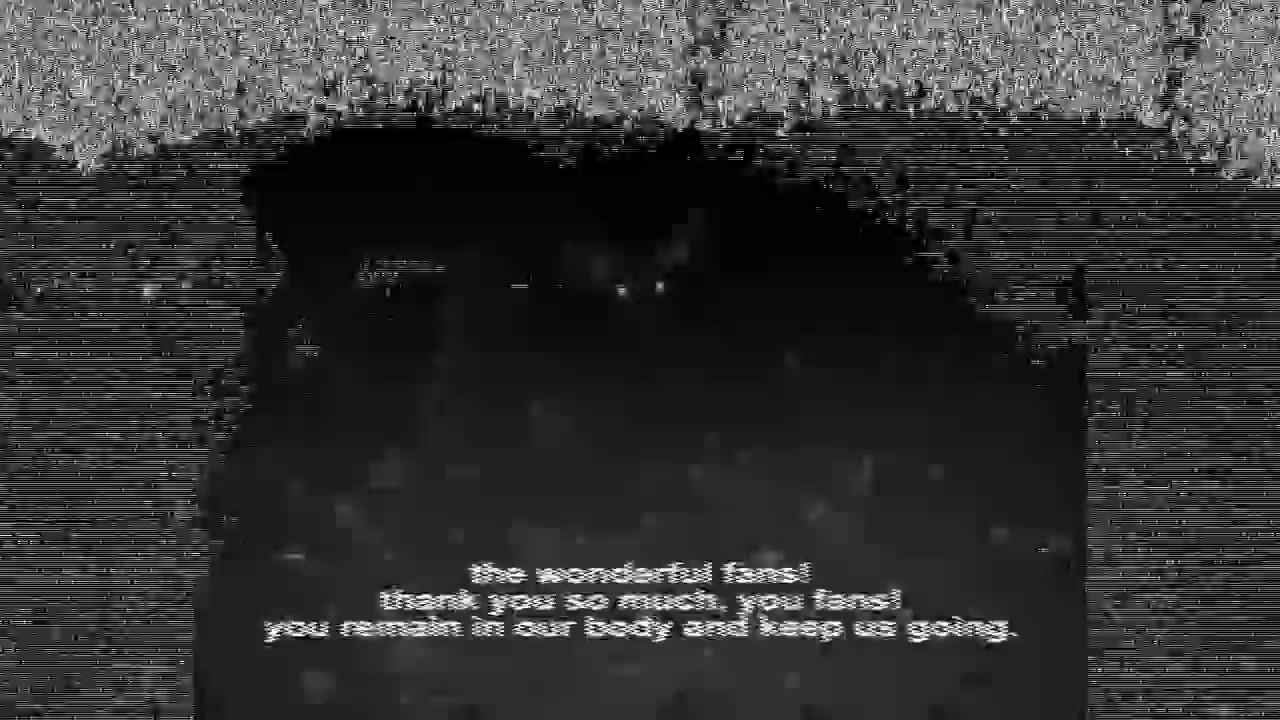 the wonderful fans!
thank you so much, you fans!
you remain in our body and keep us going.